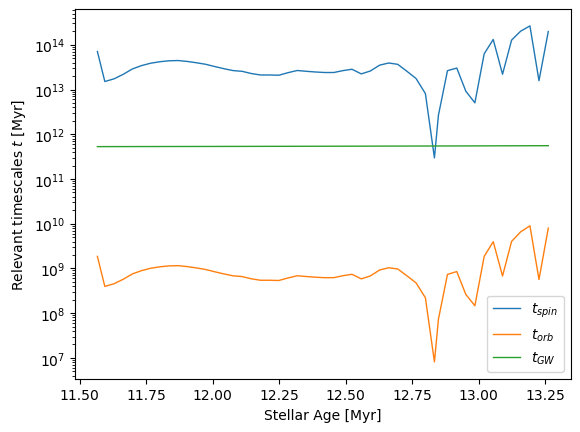 Relevant timescales t [Myr]
10^14
10^13
10^12
10^11
10^10
10^9
10^8
10^7
t_spin
t_orb
t_GW
11.50 11.75 12.00 12.25 12.50 12.75 13.00 13.25
Stellar Age [Myr]